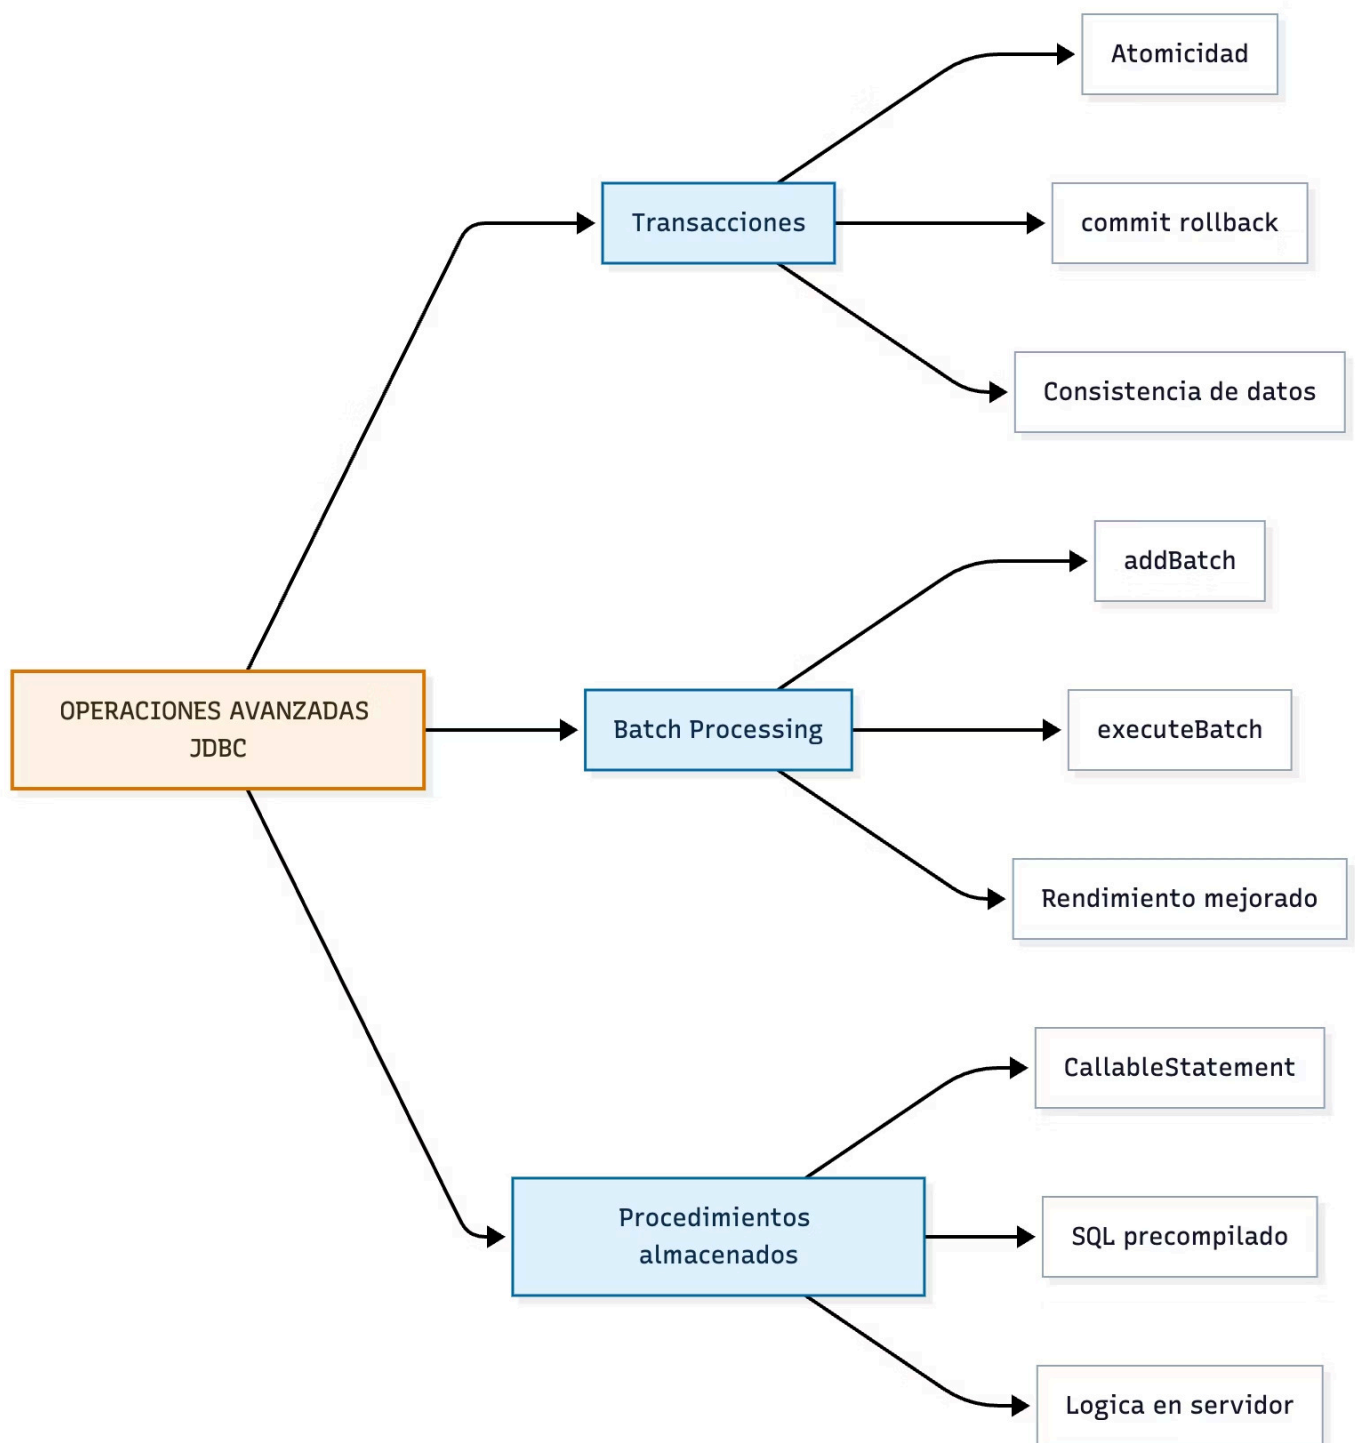 OPERACIONES AVANZADAS
JDBC
Transacciones
Atomicidad
commit rollback
Consistencia de datos
Batch Processing
addBatch
executeBatch
Rendimiento mejorado
Procedimientos
almacenados
CallableStatement
SQL precompilado
Logica en servidor